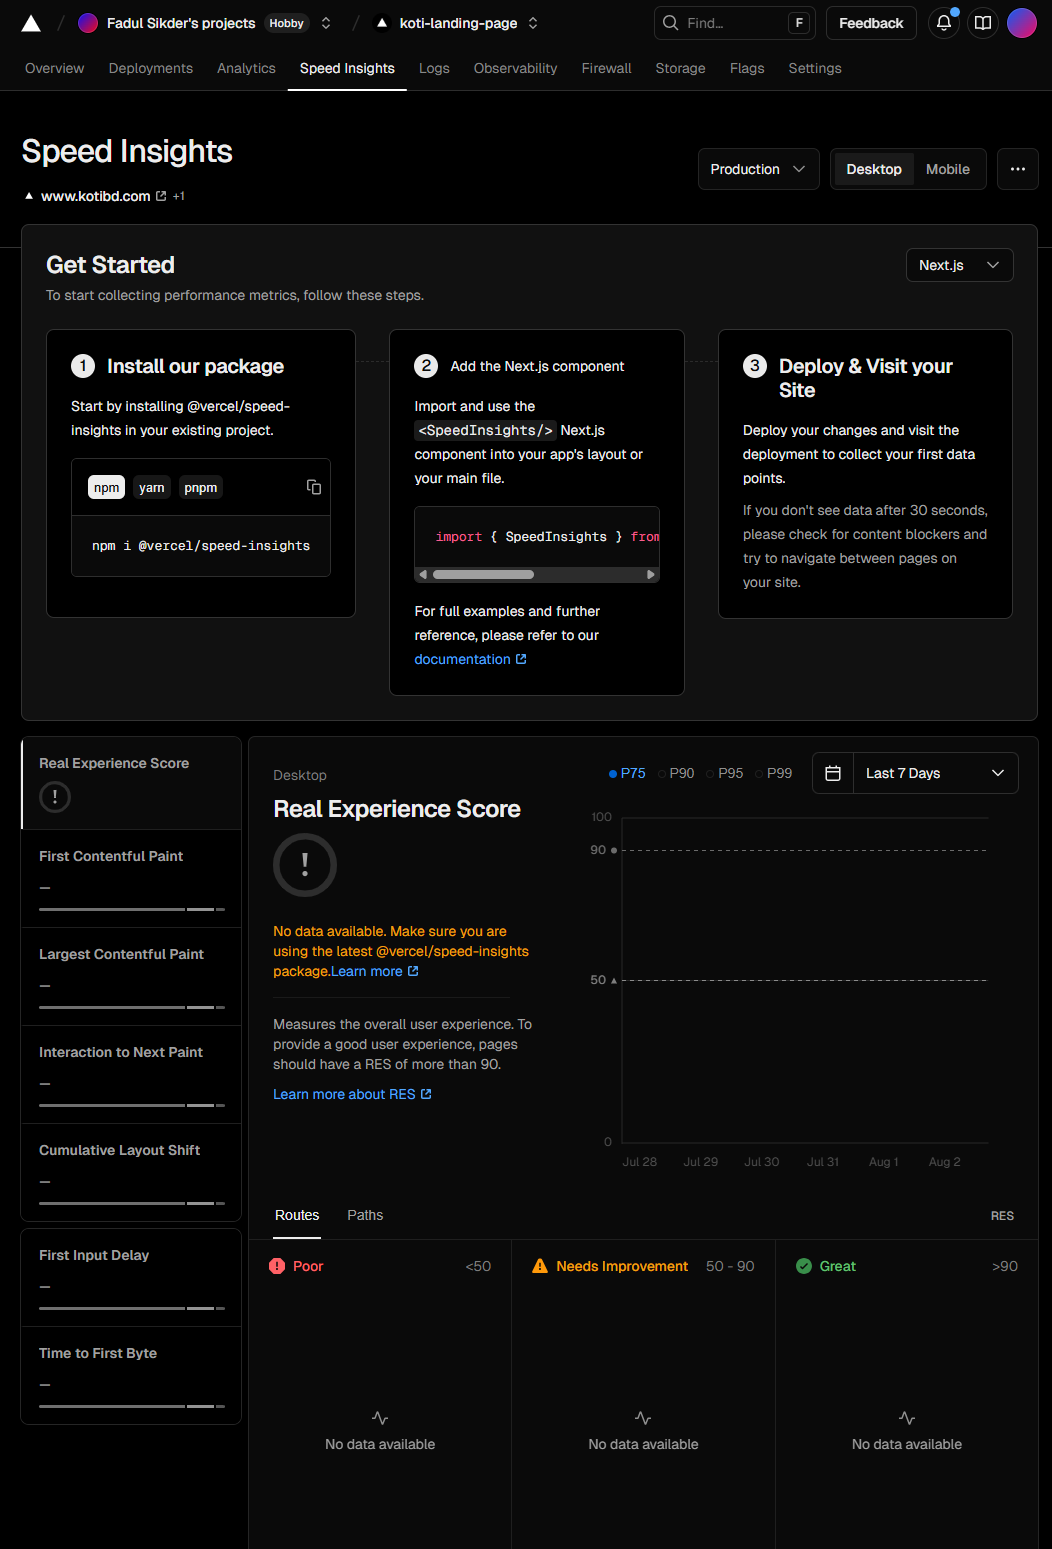 Fadul Sikder's projects Hobby koti-landing-page Find... F Feedback
Overview Deployments Analytics Speed Insights Logs Observability Firewall Storage Flags Settings
Speed Insights
www.kotibd.com +1
Production Desktop Mobile
Get Started
Next.js
To start collecting performance metrics, follow these steps.
1 Install our package
Start by installing @vercel/speed-
insights in your existing project.
npm yarn pnpm
npm i @vercel/speed-insights
2 Add the Next.js component
Import and use the
<SpeedInsights/> Next.js
component into your app's layout or
your main file.
import { SpeedInsights } from
For full examples and further
reference, please refer to our
documentation
3 Deploy & Visit your
Site
Deploy your changes and visit the
deployment to collect your first data
points.
If you don't see data after 30 seconds,
please check for content blockers and
try to navigate between pages on
your site.
Real Experience Score
!
First Contentful Paint
—
Largest Contentful Paint
—
Interaction to Next Paint
—
Cumulative Layout Shift
—
First Input Delay
—
Time to First Byte
—
Desktop
Real Experience Score
!
No data available. Make sure you are
using the latest @vercel/speed-insights
package.Learn more
Measures the overall user experience. To
provide a good user experience, pages
should have a RES of more than 90.
Learn more about RES
P75 P90 P95 P99
Last 7 Days
100
90
50
0
Jul 28 Jul 29 Jul 30 Jul 31 Aug 1 Aug 2
Routes Paths RES
Poor <50
Needs Improvement 50 - 90
Great >90
No data available
No data available
No data available